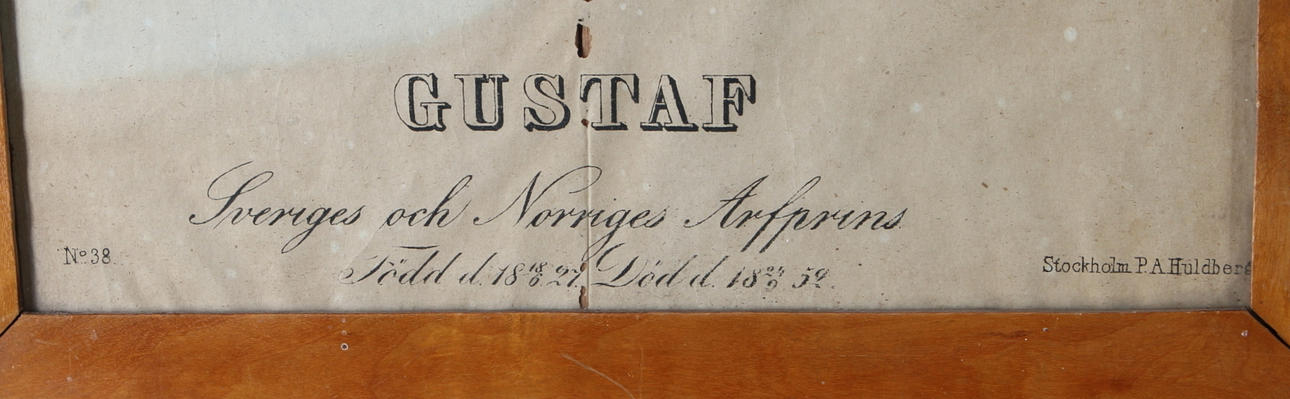 GUSTAF
Sveriges och Norriges Arfprins
Född d. 18 18/6 27. Död d. 18 24/9 52.
No 38.
Stockholm P. A. Huldberg